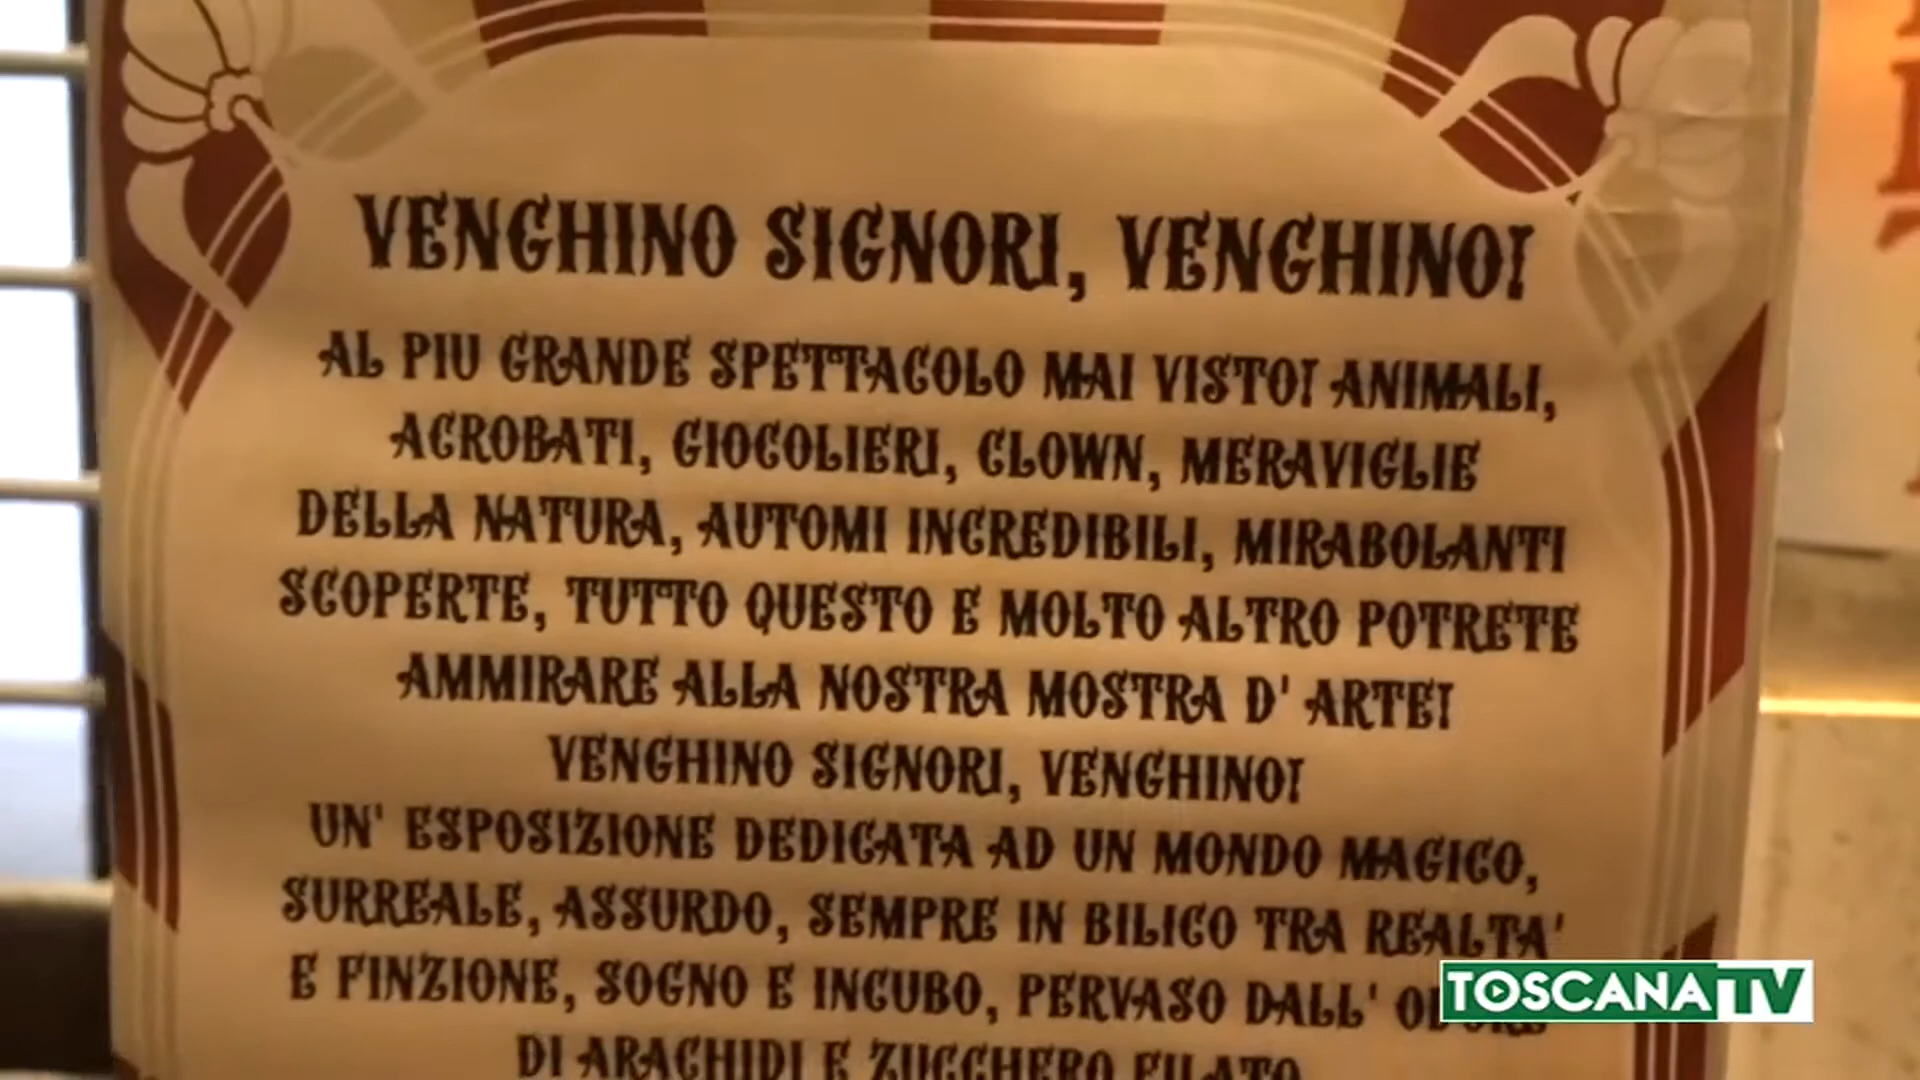 VENGHINO SIGNORI, VENGHINO!
AL PIU GRANDE SPETTACOLO MAI VISTO! ANIMALI,
ACROBATI, GIOCOLIERI, CLOWN, MERAVIGLIE
DELLA NATURA, AUTOMI INCREDIBILI, MIRABOLANTI
SCOPERTE, TUTTO QUESTO E MOLTO ALTRO POTRETE
AMMIRARE ALLA NOSTRA MOSTRA D' ARTE!
VENGHINO SIGNORI, VENGHINO!
UN' ESPOSIZIONE DEDICATA AD UN MONDO MAGICO,
SURREALE, ASSURDO, SEMPRE IN BILICO TRA REALTA'
E FINZIONE, SOGNO E INCUBO, PERVASO DALL' ODORE
DI ARACHIDI E ZUCCHERO FILATO
TOSCANA TV